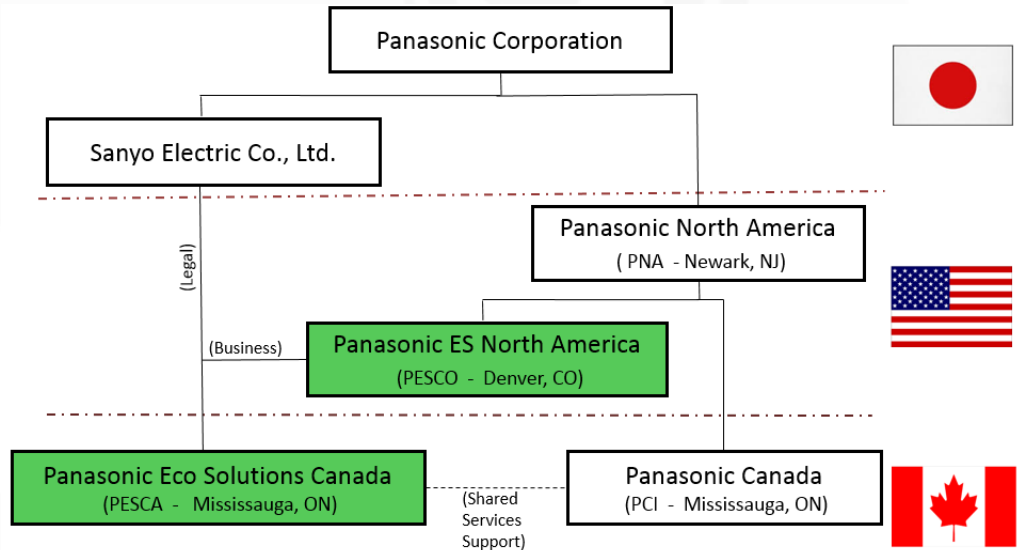 Panasonic Corporation
Sanyo Electric Co., Ltd.
Panasonic North America
( PNA - Newark, NJ)
(Legal)
(Business)
Panasonic ES North America
(PESCO - Denver, CO)
Panasonic Eco Solutions Canada
(PESCA - Mississauga, ON)
(Shared
Services
Support)
Panasonic Canada
(PCI - Mississauga, ON)